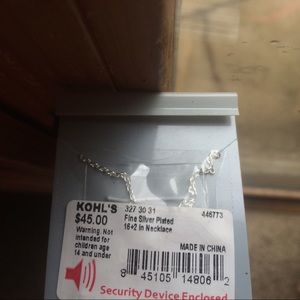 KOHL'S 327 30 31 446773
$45.00 Fine Silver Plated
16+2 in Necklace
Warning: Not
intended for
children age
14 and under
MADE IN CHINA
8 45105 14806 2
Security Device Enclosed